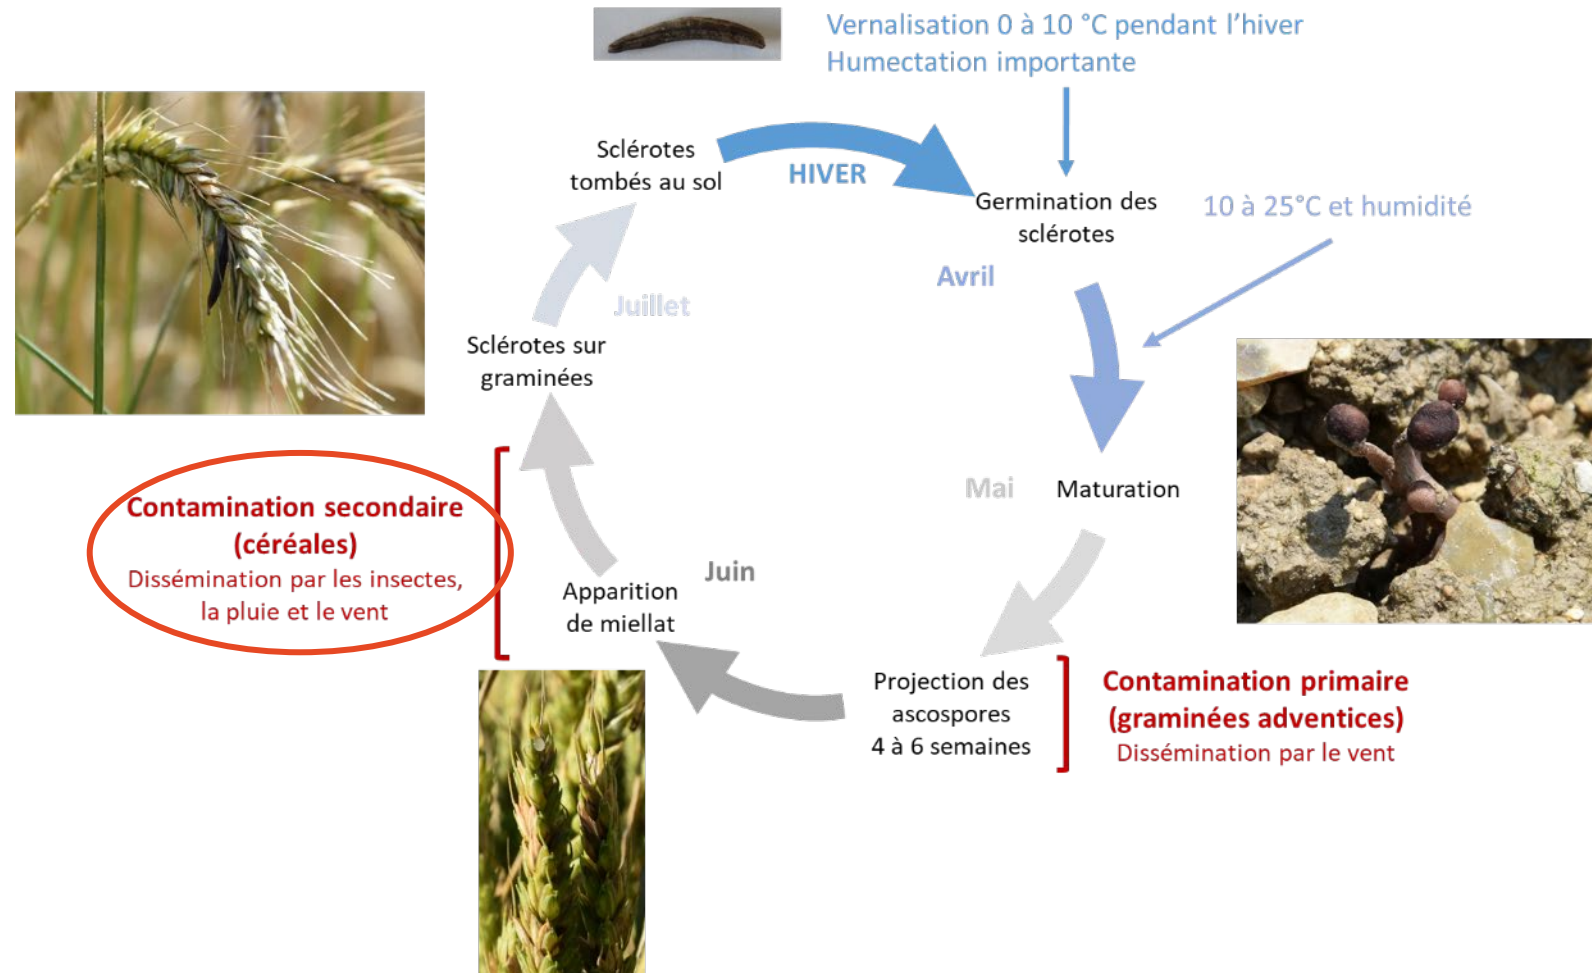 Vernalisation 0 à 10 °C pendant l'hiver
Humectation importante
Sclérotes
tombés au sol
HIVER
Germination des
sclérotes
10 à 25°C et humidité
Avril
Juillet
Sclérotes sur
graminées
Mai
Maturation
Contamination secondaire
(céréales)
Dissémination par les insectes,
la pluie et le vent
Juin
Apparition
de miellat
Projection des
ascospores
4 à 6 semaines
Contamination primaire
(graminées adventices)
Dissémination par le vent